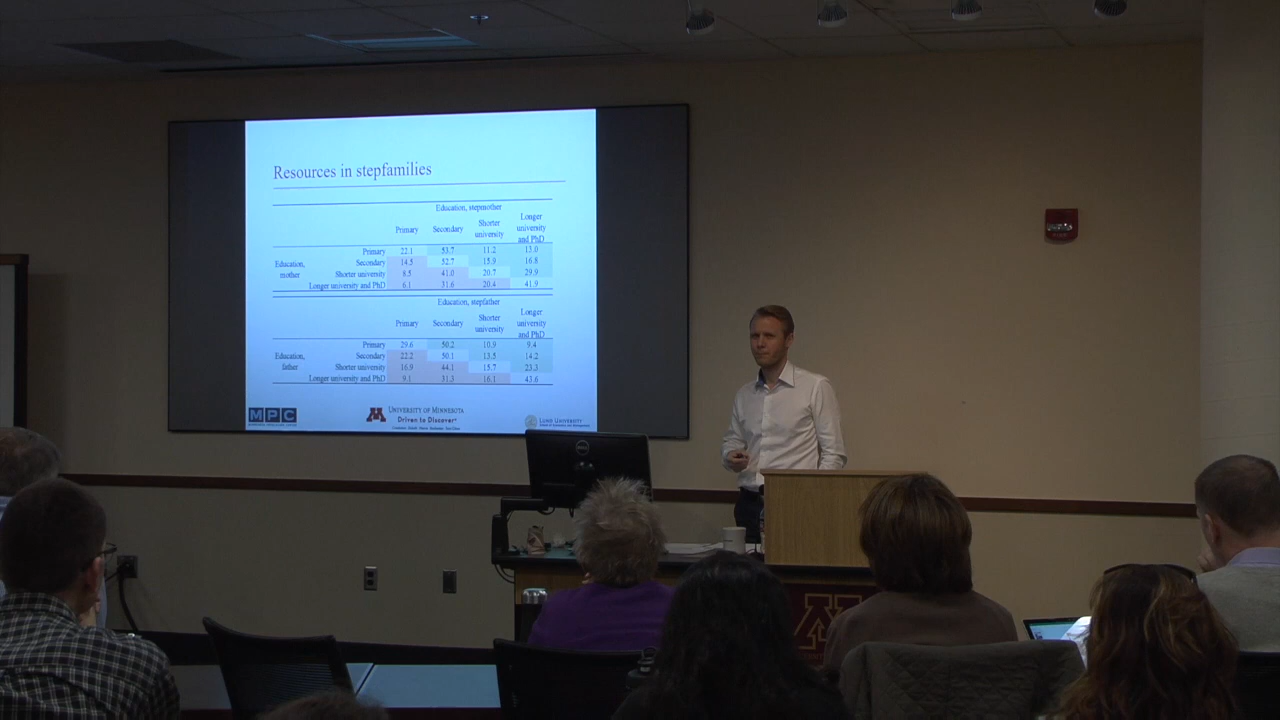 Resources in stepfamilies
Education, stepmother
Primary Secondary Shorter university Longer university and PhD
Education, mother
Primary 22.1 53.7 11.2 13.0
Secondary 14.5 52.7 15.9 16.8
Shorter university 8.5 41.0 20.7 29.9
Longer university and PhD 6.1 31.6 20.4 41.9
Education, stepfather
Primary Secondary Shorter university Longer university and PhD
Education, father
Primary 29.6 50.2 10.9 9.4
Secondary 22.2 50.1 13.5 14.2
Shorter university 16.9 44.1 15.7 23.3
Longer university and PhD 9.1 31.3 16.1 43.6
MPC
University of Minnesota
Driven to Discover
Lund University
DELL
M